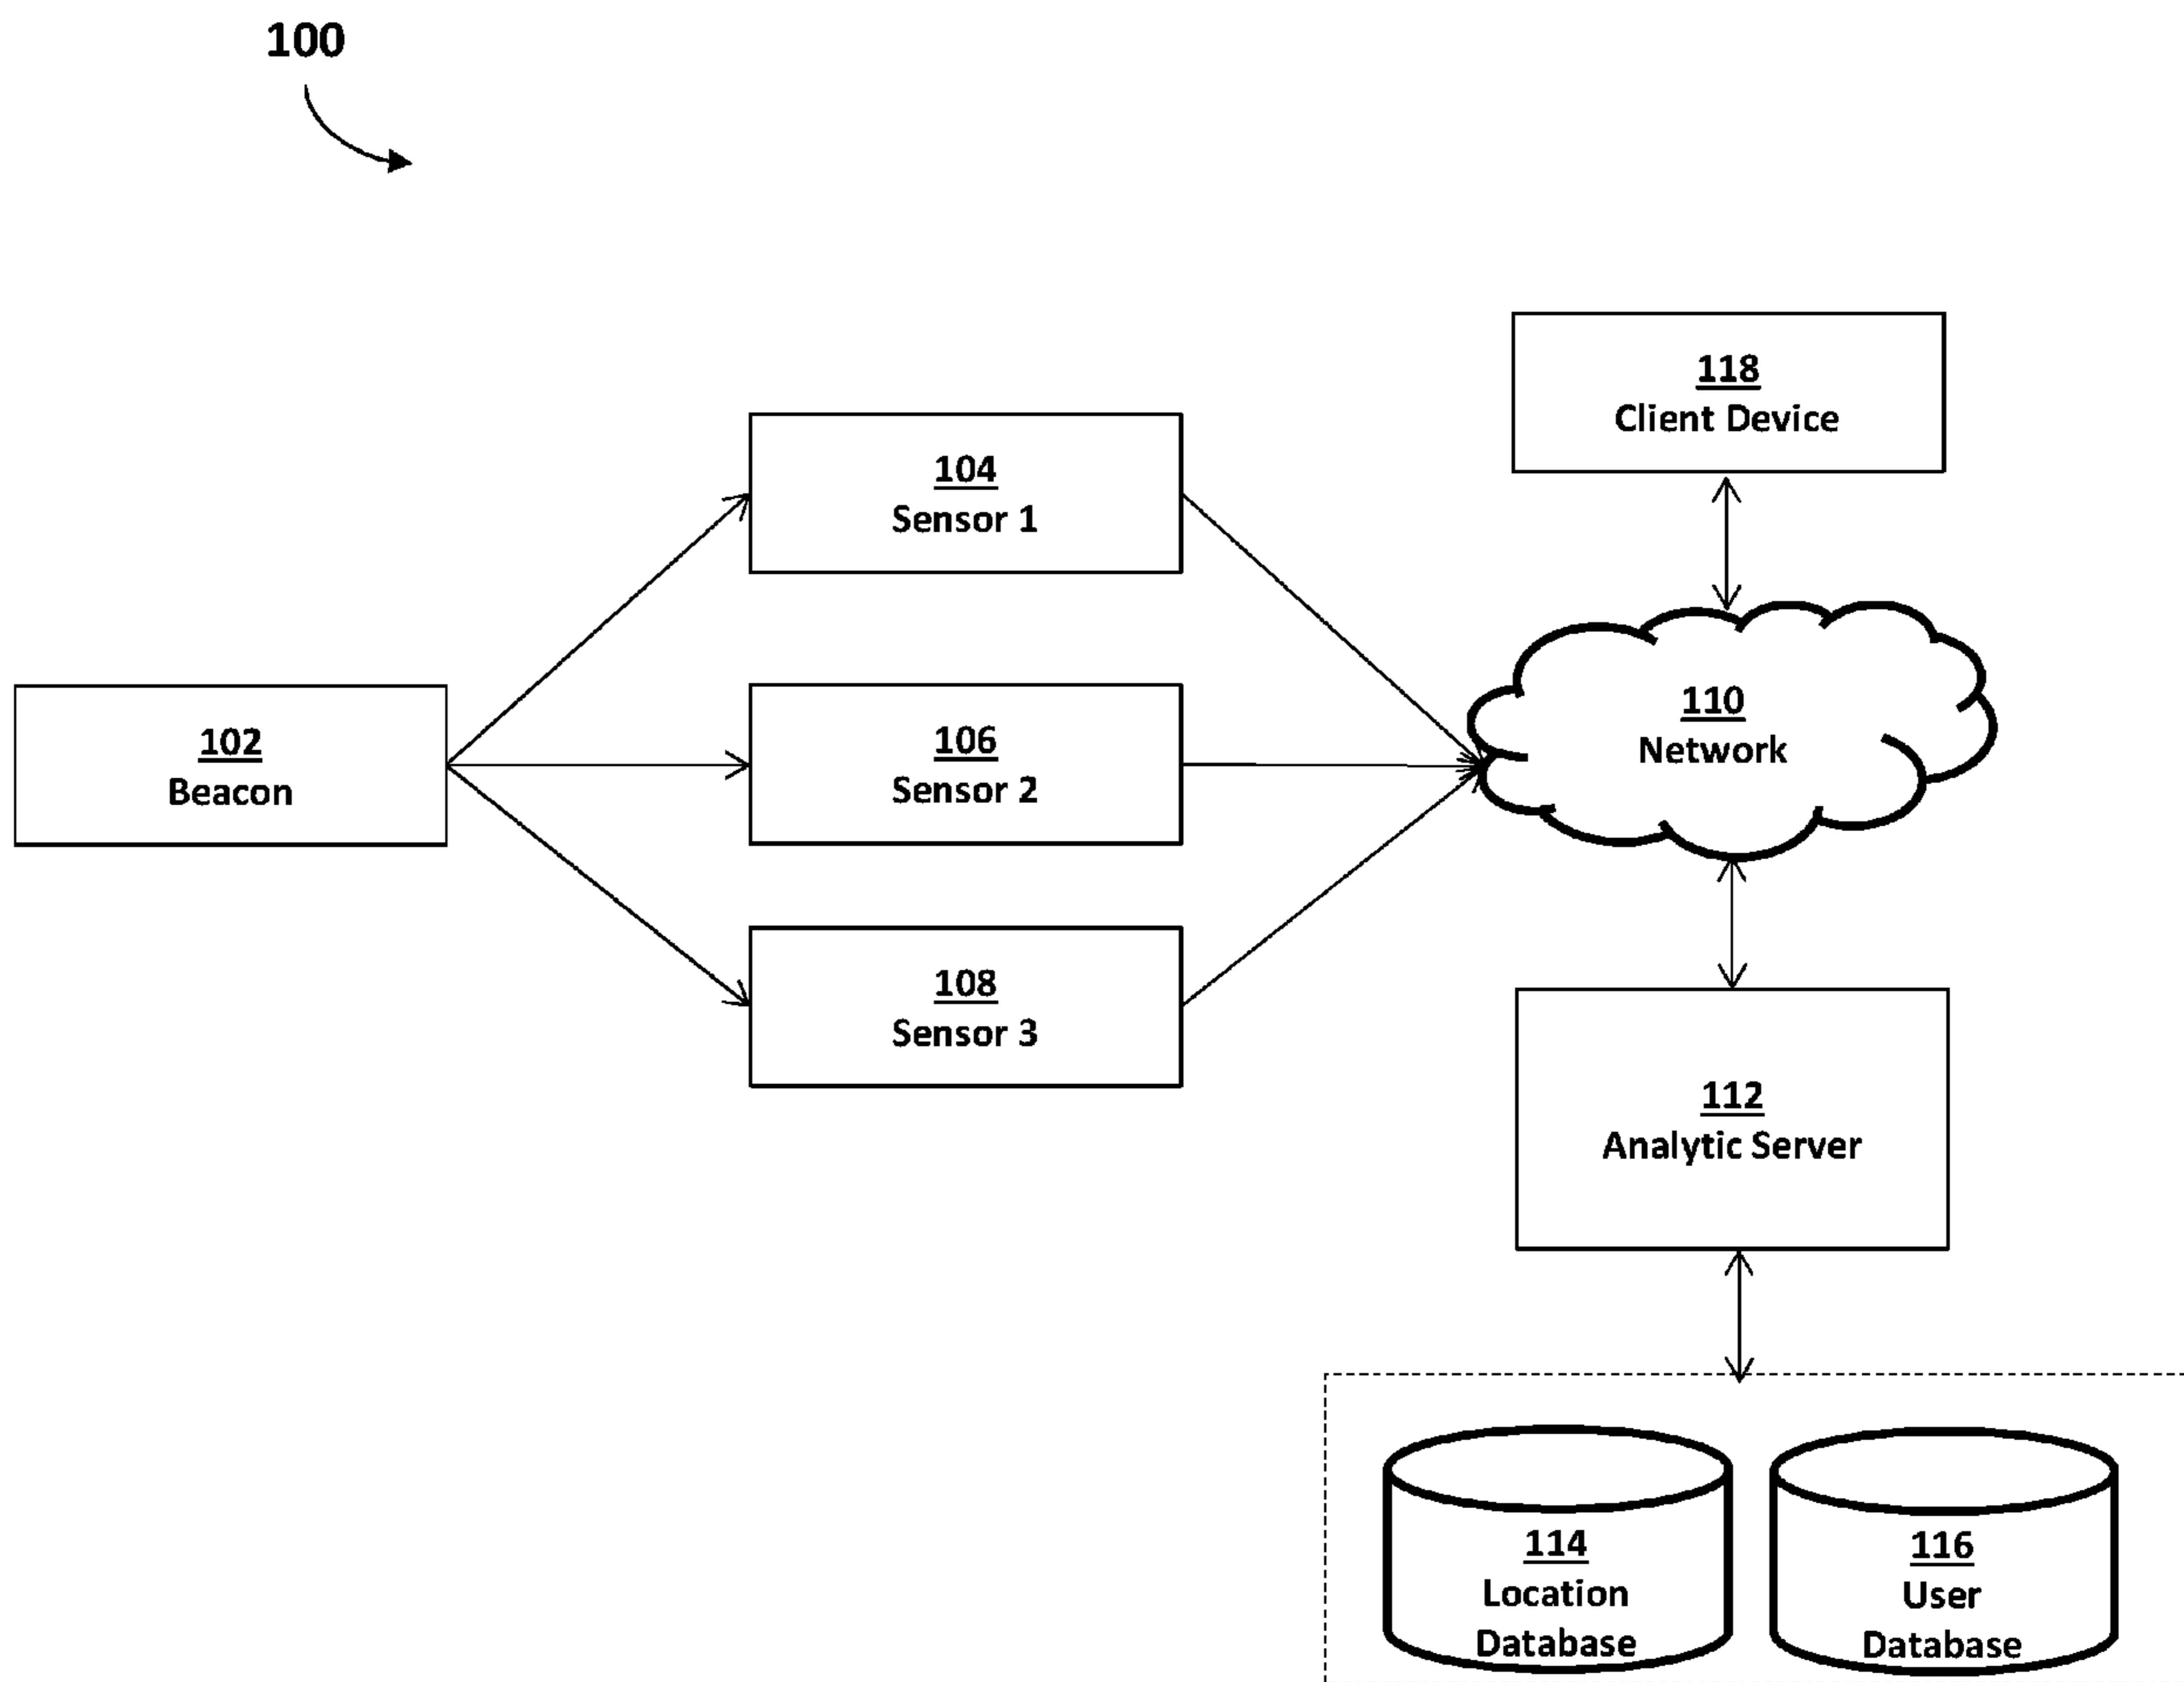 100
118
Client Device
104
Sensor 1
110
Network
102
Beacon
106
Sensor 2
108
Sensor 3
112
Analytic Server
114
Location
Database
116
User
Database